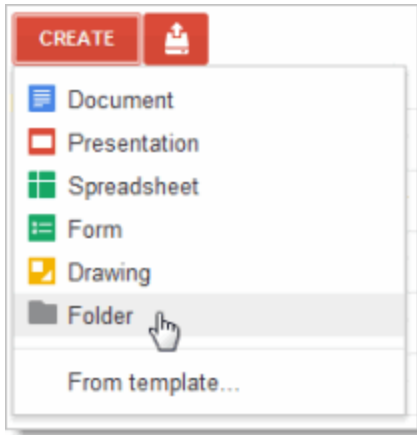 CREATE
Document
Presentation
Spreadsheet
Form
Drawing
Folder
From template...